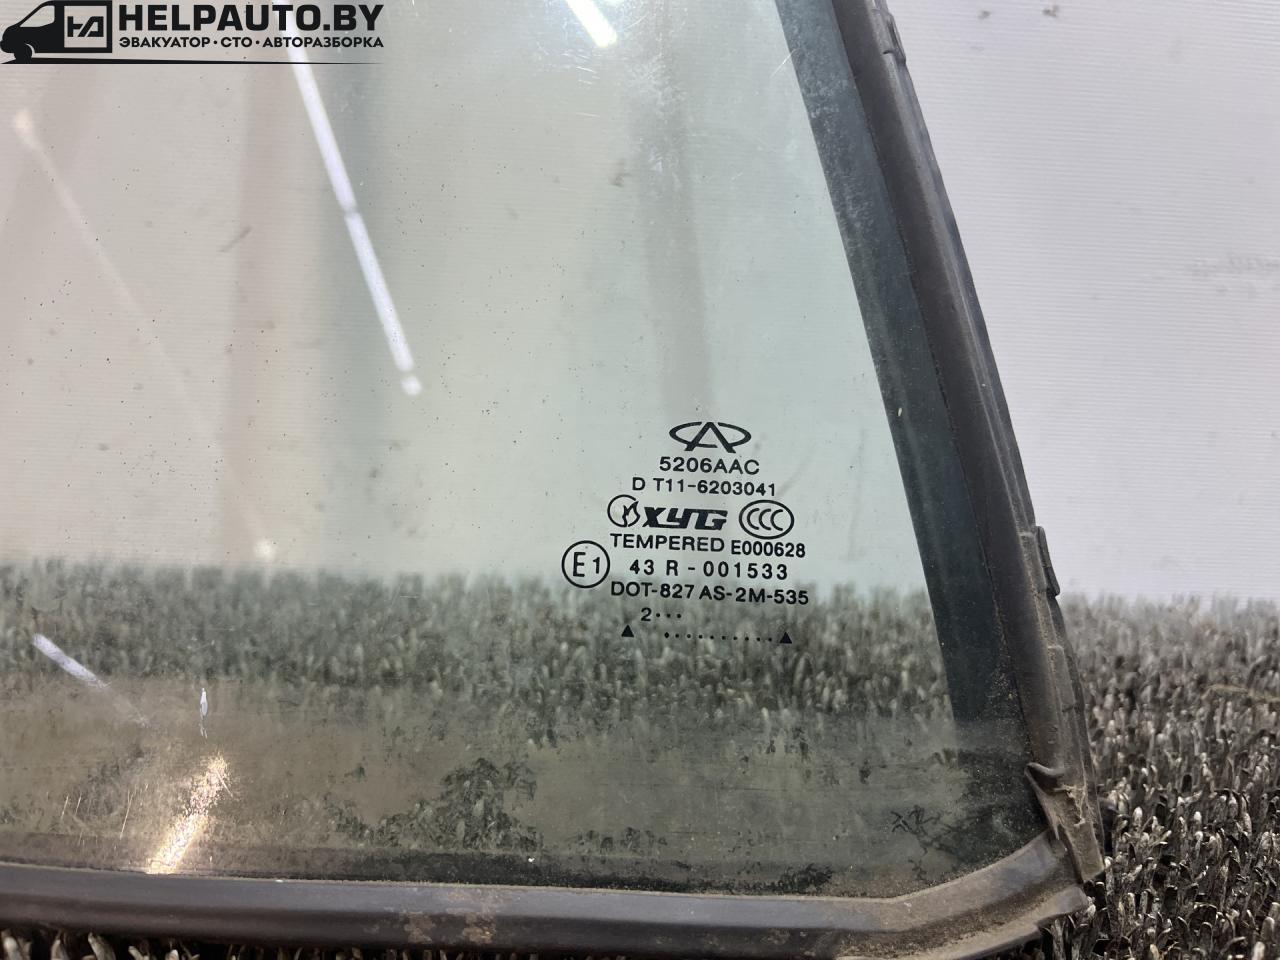 HELPAUTO.BY
ЭВАКУАТОР · СТО · АВТОРАЗБОРКА
5206AAC
D T11-6203041
XYG CCC
TEMPERED E000628
E1 43 R - 001533
DOT-827 AS-2M-535
2...
▲ .......... ▲